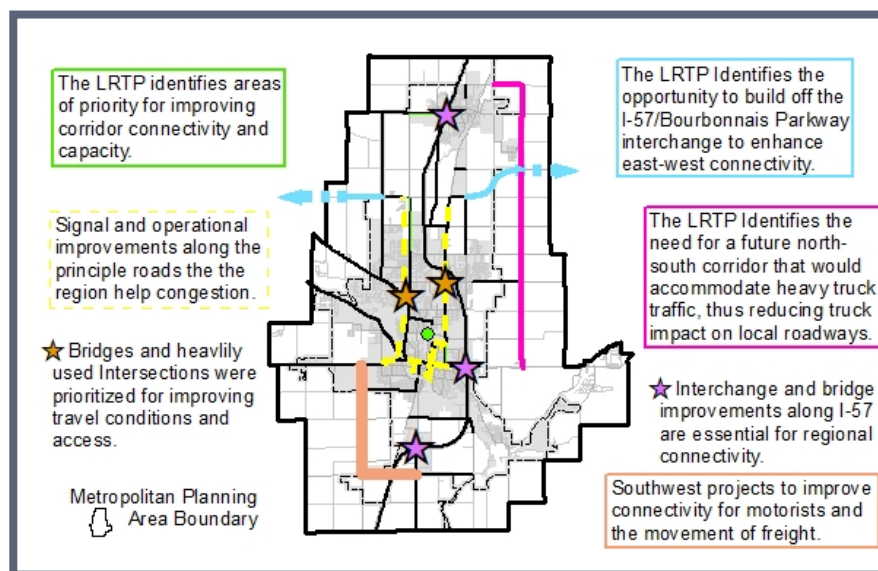 The LRTP identifies areas
of priority for improving
corridor connectivity and
capacity.
Signal and operational
improvements along the
principle roads the the
region help congestion.
Bridges and heavlily
used Intersections were
prioritized for improving
travel conditions and
access.
Metropolitan Planning
Area Boundary
The LRTP Identifies the
opportunity to build off the
I-57/Bourbonnais Parkway
interchange to enhance
east-west connectivity.
The LRTP Identifies the
need for a future north-
south corridor that would
accommodate heavy truck
traffic, thus reducing truck
impact on local roadways.
Interchange and bridge
improvements along I-57
are essential for regional
connectivity.
Southwest projects to improve
connectivity for motorists and
the movement of freight.